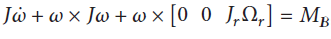 Jω̇ + ω × Jω + ω × [0 0 J_rΩ_r] = M_B